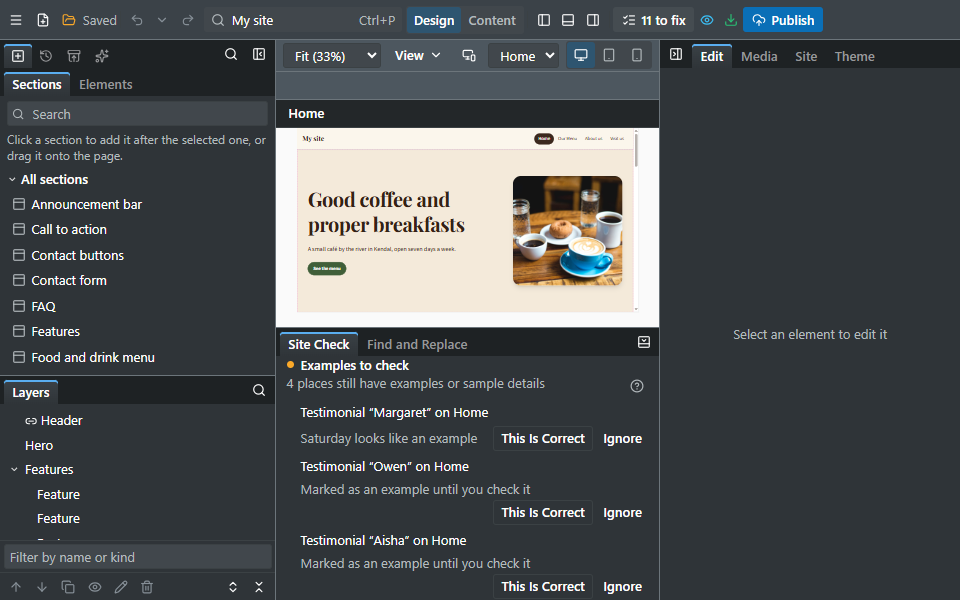 Saved
My site
Ctrl+P
Design
Content
11 to fix
Publish
Sections
Elements
Search
Click a section to add it after the selected one, or
drag it onto the page.
All sections
Announcement bar
Call to action
Contact buttons
Contact form
FAQ
Features
Food and drink menu
Layers
Header
Hero
Features
Feature
Feature
Filter by name or kind
Fit (33%)
View
Home
Home
My site
Home
Our Menu
About us
Visit us
Good coffee and
proper breakfasts
A small café by the river in Kendal, open seven days a week.
See the menu
Site Check
Find and Replace
Examples to check
4 places still have examples or sample details
Testimonial “Margaret” on Home
Saturday looks like an example
This Is Correct
Ignore
Testimonial “Owen” on Home
Marked as an example until you check it
This Is Correct
Ignore
Testimonial “Aisha” on Home
Marked as an example until you check it
This Is Correct
Ignore
Edit
Media
Site
Theme
Select an element to edit it